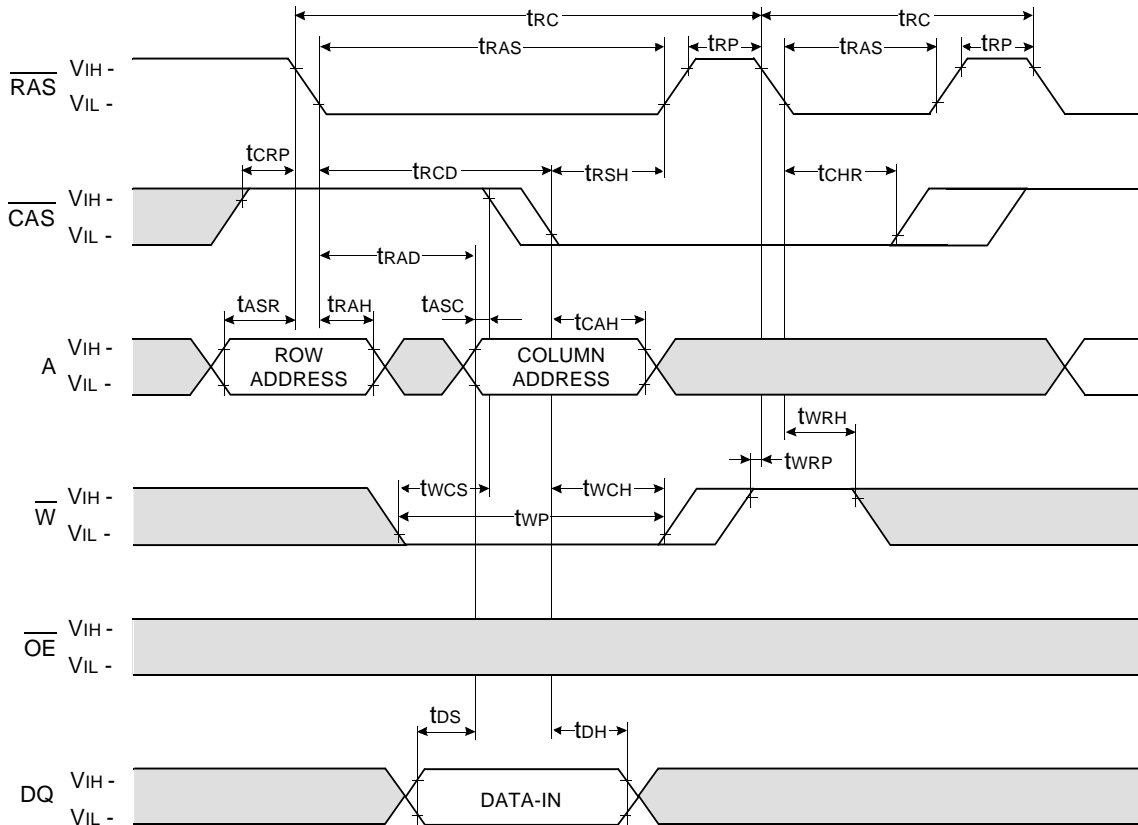 tRC tRC
tRAS tRP tRAS tRP
RAS VIH -
VIL -
tCRP tRCD tRSH tCHR
CAS VIH -
VIL -
tRAD
tASR tRAH tASC tCAH
A VIH -
VIL -
ROW ADDRESS
COLUMN ADDRESS
tWRH
tWRP
W VIH -
VIL -
tWCS tWCH
tWP
OE VIH -
VIL -
tDS tDH
DQ VIH -
VIL -
DATA-IN